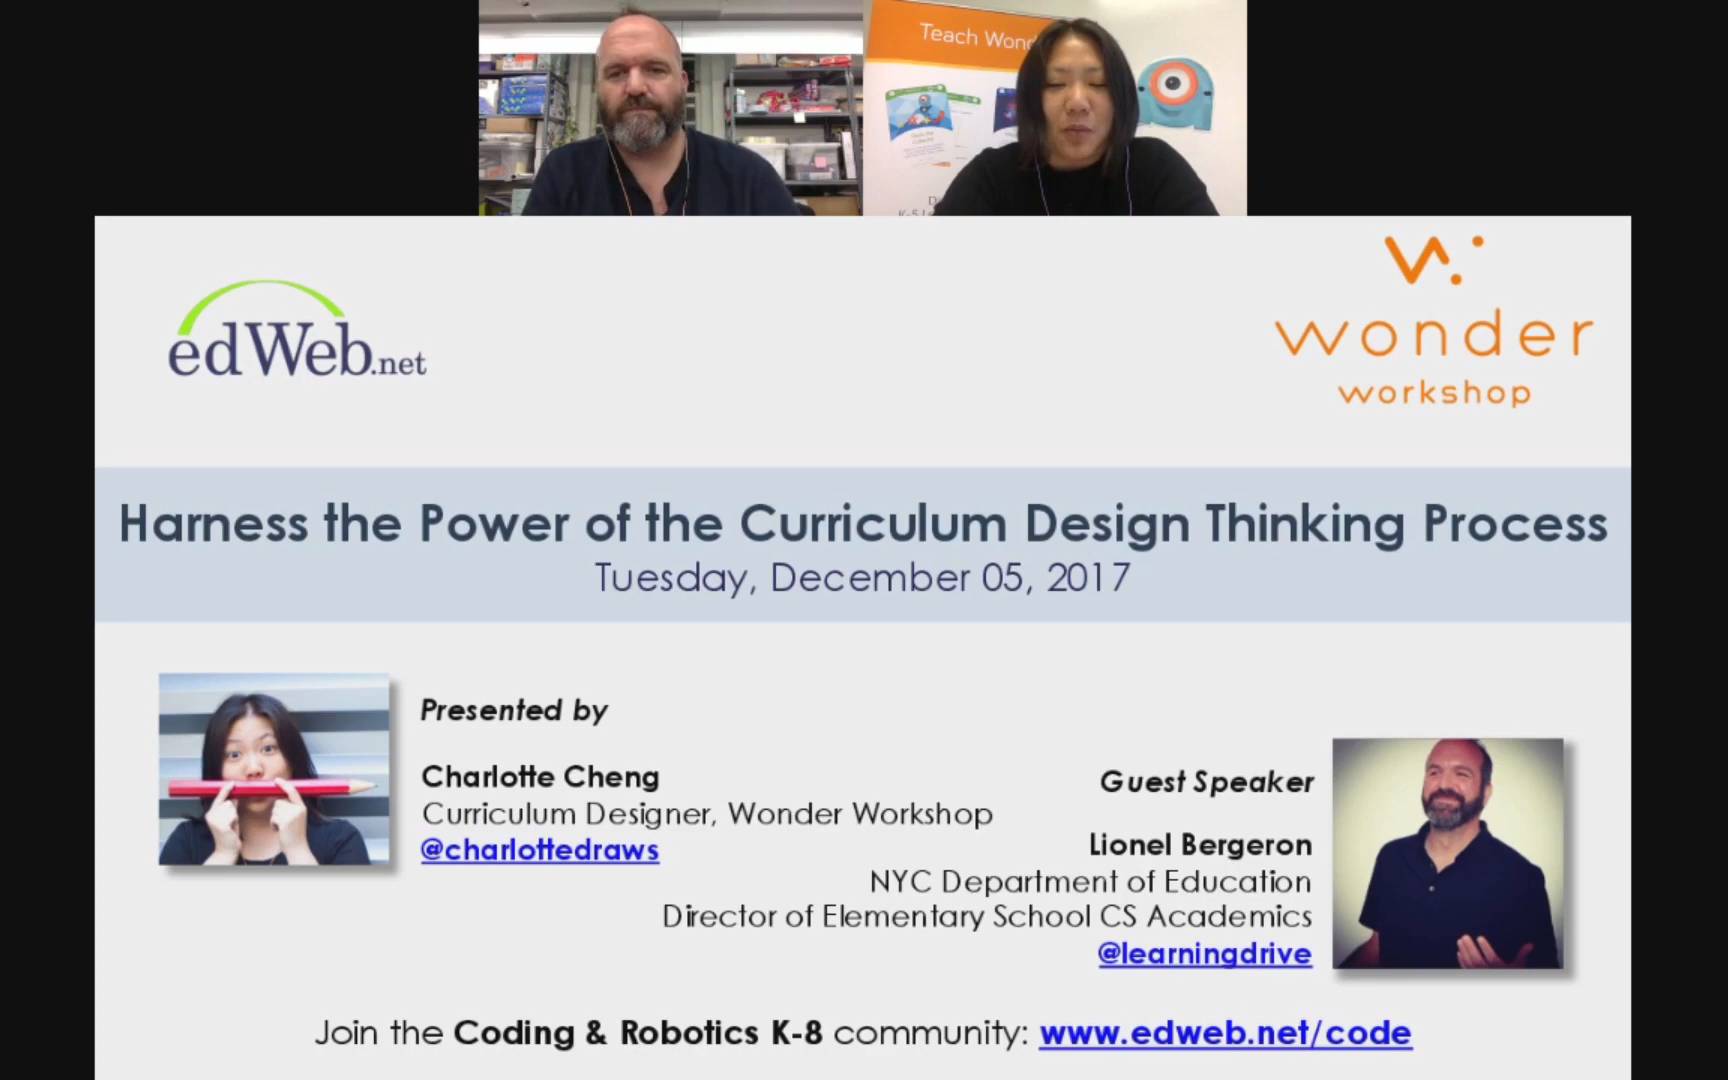 Teach Wond
edWeb.net
wonder
workshop
Harness the Power of the Curriculum Design Thinking Process
Tuesday, December 05, 2017
Presented by
Charlotte Cheng
Curriculum Designer, Wonder Workshop
@charlottedraws
Guest Speaker
Lionel Bergeron
NYC Department of Education
Director of Elementary School CS Academics
@learningdrive
Join the Coding & Robotics K-8 community: www.edweb.net/code